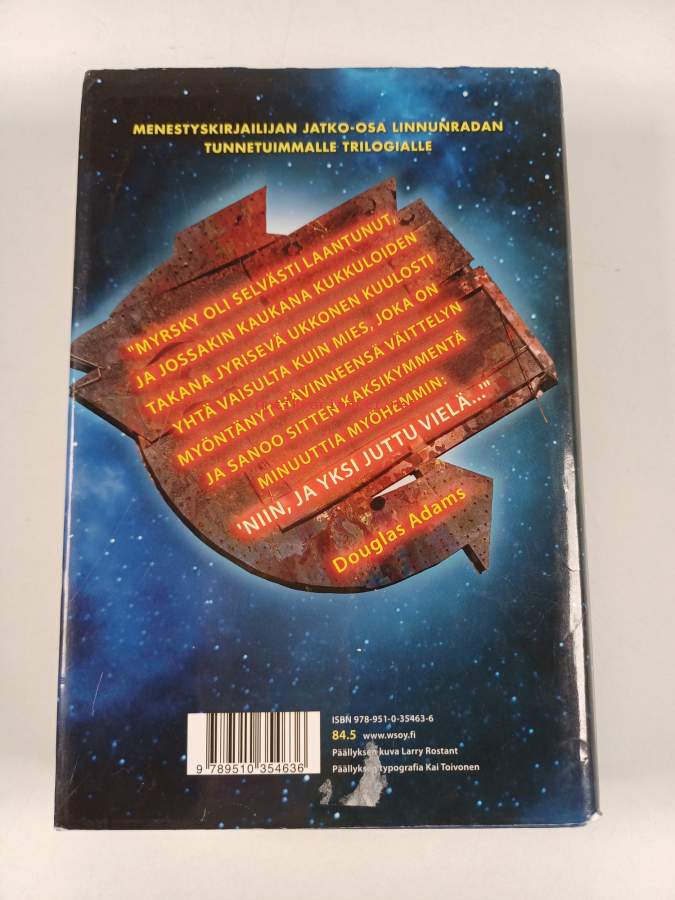 MENESTYSKIRJAILIJAN JATKO-OSA LINNUNRADAN
TUNNETUIMMALLE TRILOGIALLE
"MYRSKY OLI SELVÄSTI LAANTUNUT,
JA JOSSAKIN KAUKANA KUKKULOIDEN
TAKANA JYRISEVÄ UKKONEN KUULOSTI
YHTÄ VAISULTA KUIN MIES, JOKA ON
MYÖNTÄNYT HÄVINNEENSÄ VÄITTELYN
JA SANOO SITTEN KAKSIKYMMENTÄ
MINUUTTIA MYÖHEMMIN:
'NIIN, JA YKSI JUTTU VIELÄ...'"
Douglas Adams
ISBN 978-951-0-35463-6
84.5 www.wsoy.fi
Päällyksen kuva Larry Rostant
Päällyksen typografia Kai Toivonen
9 789510 354636